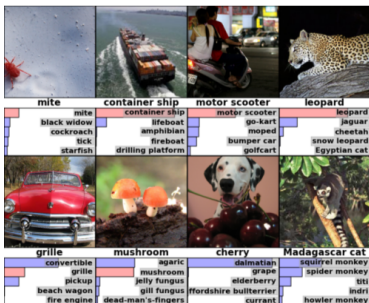 mite container ship motor scooter leopard
mite container ship motor scooter leopard
black widow lifeboat go-kart jaguar
cockroach amphibian moped cheetah
tick fireboat bumper car snow leopard
starfish drilling platform golfcart Egyptian cat
grille mushroom cherry Madagascar cat
convertible agaric dalmatian squirrel monkey
grille mushroom grape spider monkey
pickup jelly fungus elderberry titi
beach wagon gill fungus ffordshire bullterrier indri
fire engine dead-man's-fingers currant howler monkey